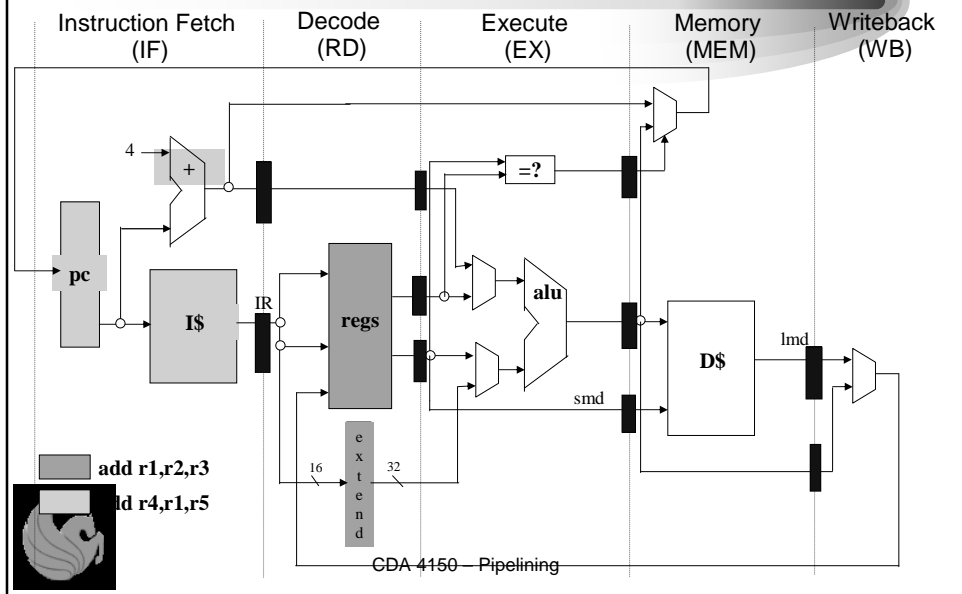 Instruction Fetch
(IF)
Decode
(RD)
Execute
(EX)
Memory
(MEM)
Writeback
(WB)
4
+
=?
pc
I$
IR
regs
alu
D$
lmd
smd
e
x
t
e
n
d
16
32
add r1,r2,r3
dd r4,r1,r5
CDA 4150 – Pipelining